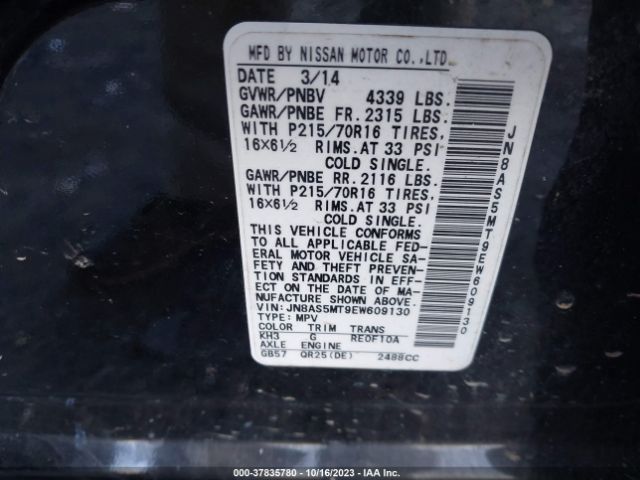 MFD BY NISSAN MOTOR CO.,LTD.
DATE 3/14
GVWR/PNBV 4339 LBS.
GAWR/PNBE FR. 2315 LBS.
WITH P215/70R16 TIRES,
16X6½ RIMS. AT 33 PSI
COLD SINGLE.
GAWR/PNBE RR. 2116 LBS.
WITH P215/70R16 TIRES,
16X6½ RIMS. AT 33 PSI
COLD SINGLE.
THIS VEHICLE CONFORMS
TO ALL APPLICABLE FED-
ERAL MOTOR VEHICLE SA-
FETY AND THEFT PREVEN-
TION STANDARDS IN EFF-
ECT ON THE DATE OF MA-
NUFACTURE SHOWN ABOVE.
VIN: JN8AS5MT9EW609130
TYPE: MPV
COLOR TRIM TRANS
KH3 G RE0F10A
AXLE ENGINE
GB57 QR25(DE) 2488CC
JN8AS5MT9EW609130
000-37835780 - 10/16/2023 - IAA Inc.